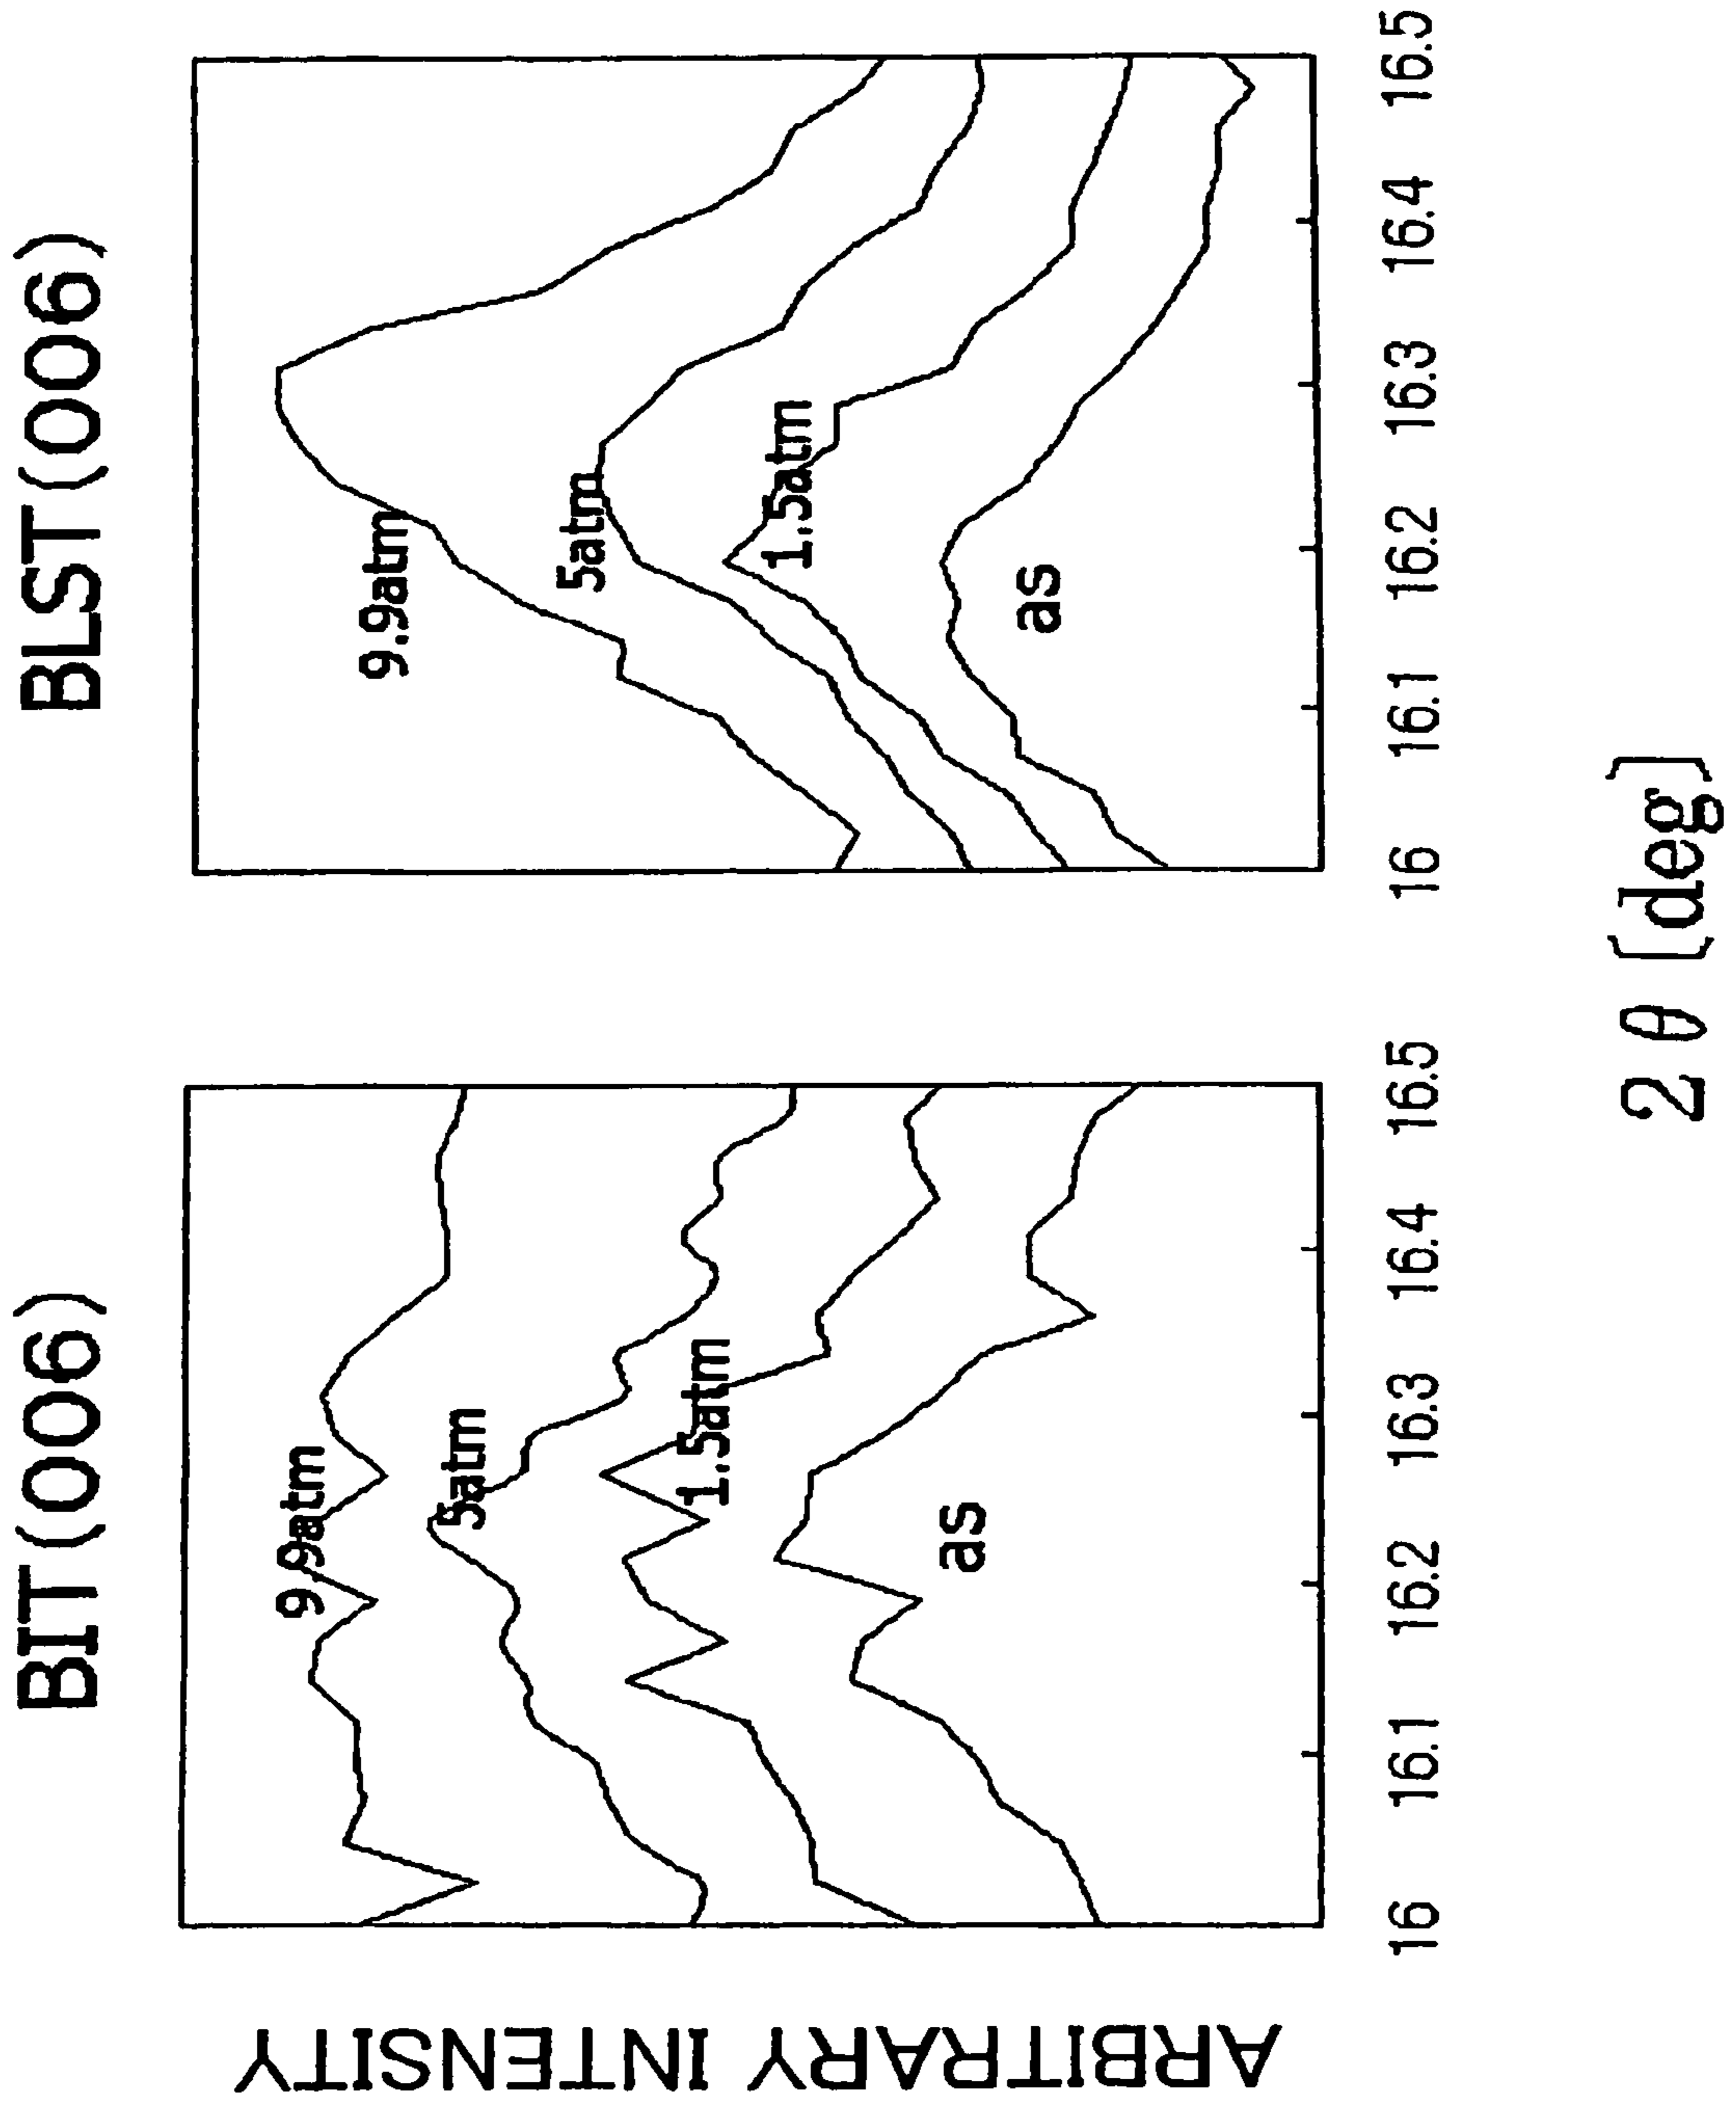 BIT(006)
ARBITRARY INTENSITY
9.9atm
5atm
1.5atm
as
16 16.1 16.2 16.3 16.4 16.5
BLST(006)
9.9atm
5atm
1.5atm
as
16 16.1 16.2 16.3 16.4 16.5
2θ [deg]